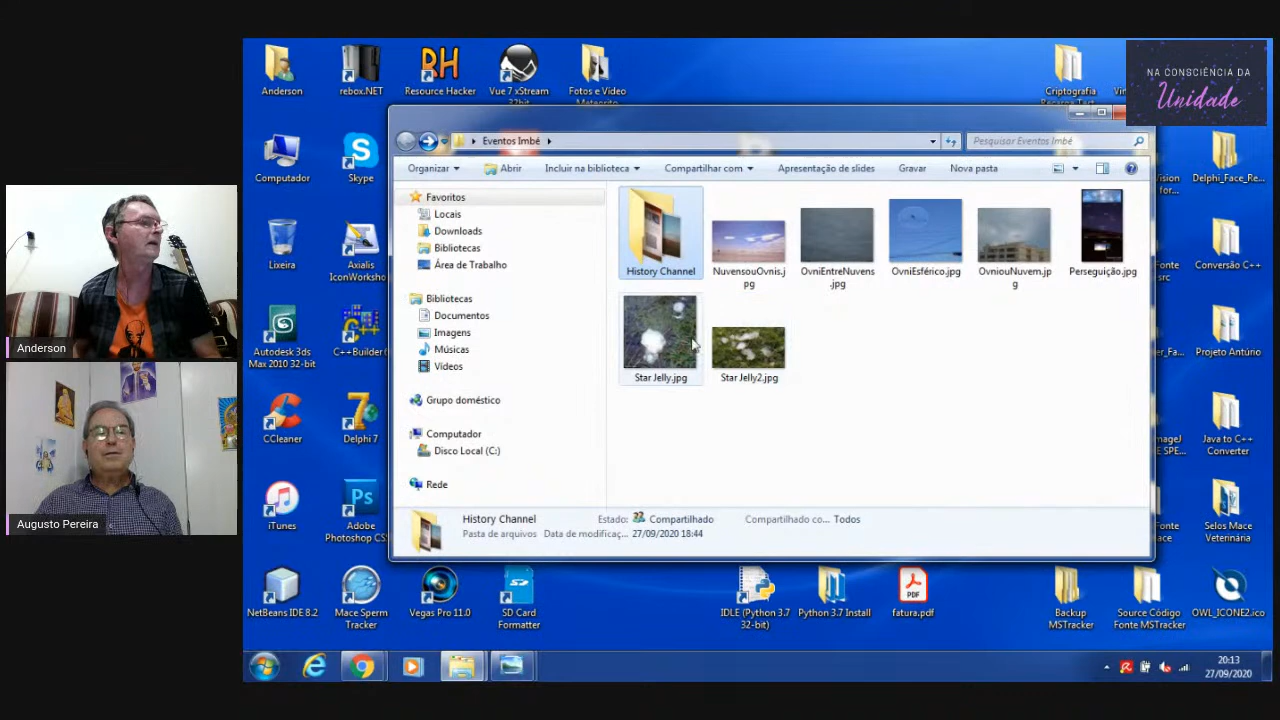 Anderson
rebox.NET
Resource Hacker
Vue 7 xStream
32bit
Fotos e Vídeo
Meteorito
Criptografia
NA CONSCIÊNCIA DA
Unidade
RH
Eventos Imbé
Pesquisar Eventos Imbé
Organizar
Abrir
Incluir na biblioteca
Compartilhar com
Apresentação de slides
Gravar
Nova pasta
Computador
Skype
Delphi_Face_Re...
Favoritos
Locais
Downloads
Bibliotecas
Área de Trabalho
Bibliotecas
Documentos
Imagens
Músicas
Vídeos
Grupo doméstico
Computador
Disco Local (C:)
Rede
History Channel
NuvensouOvnis.j
pg
OvniEntreNuvens
.jpg
OvniEsférico.jpg
OvniouNuvem.jp
g
Perseguição.jpg
Star Jelly.jpg
Star Jelly2.jpg
Lixeira
Axialis
IconWorksho...
Conversão C++
Anderson
Autodesk 3ds
Max 2010 32-bit
C++Builder
Projeto Antúrio
CCleaner
Delphi 7
Java to C++
Converter
Augusto Pereira
iTunes
Ps
Adobe
Photoshop CS
Selos Mace
Veterinária
History Channel
Estado:
Compartilhado
Compartilhado co...
Todos
Pasta de arquivos
Data de modificaç...
27/09/2020 18:44
NetBeans IDE 8.2
Mace Sperm
Tracker
Vegas Pro 11.0
SD Card
Formatter
IDLE (Python 3.7
32-bit)
Python 3.7 Install
PDF
fatura.pdf
Backup
MSTracker
Source Código
Fonte MSTracker
OWL_ICONE2.ico
20:13
27/09/2020